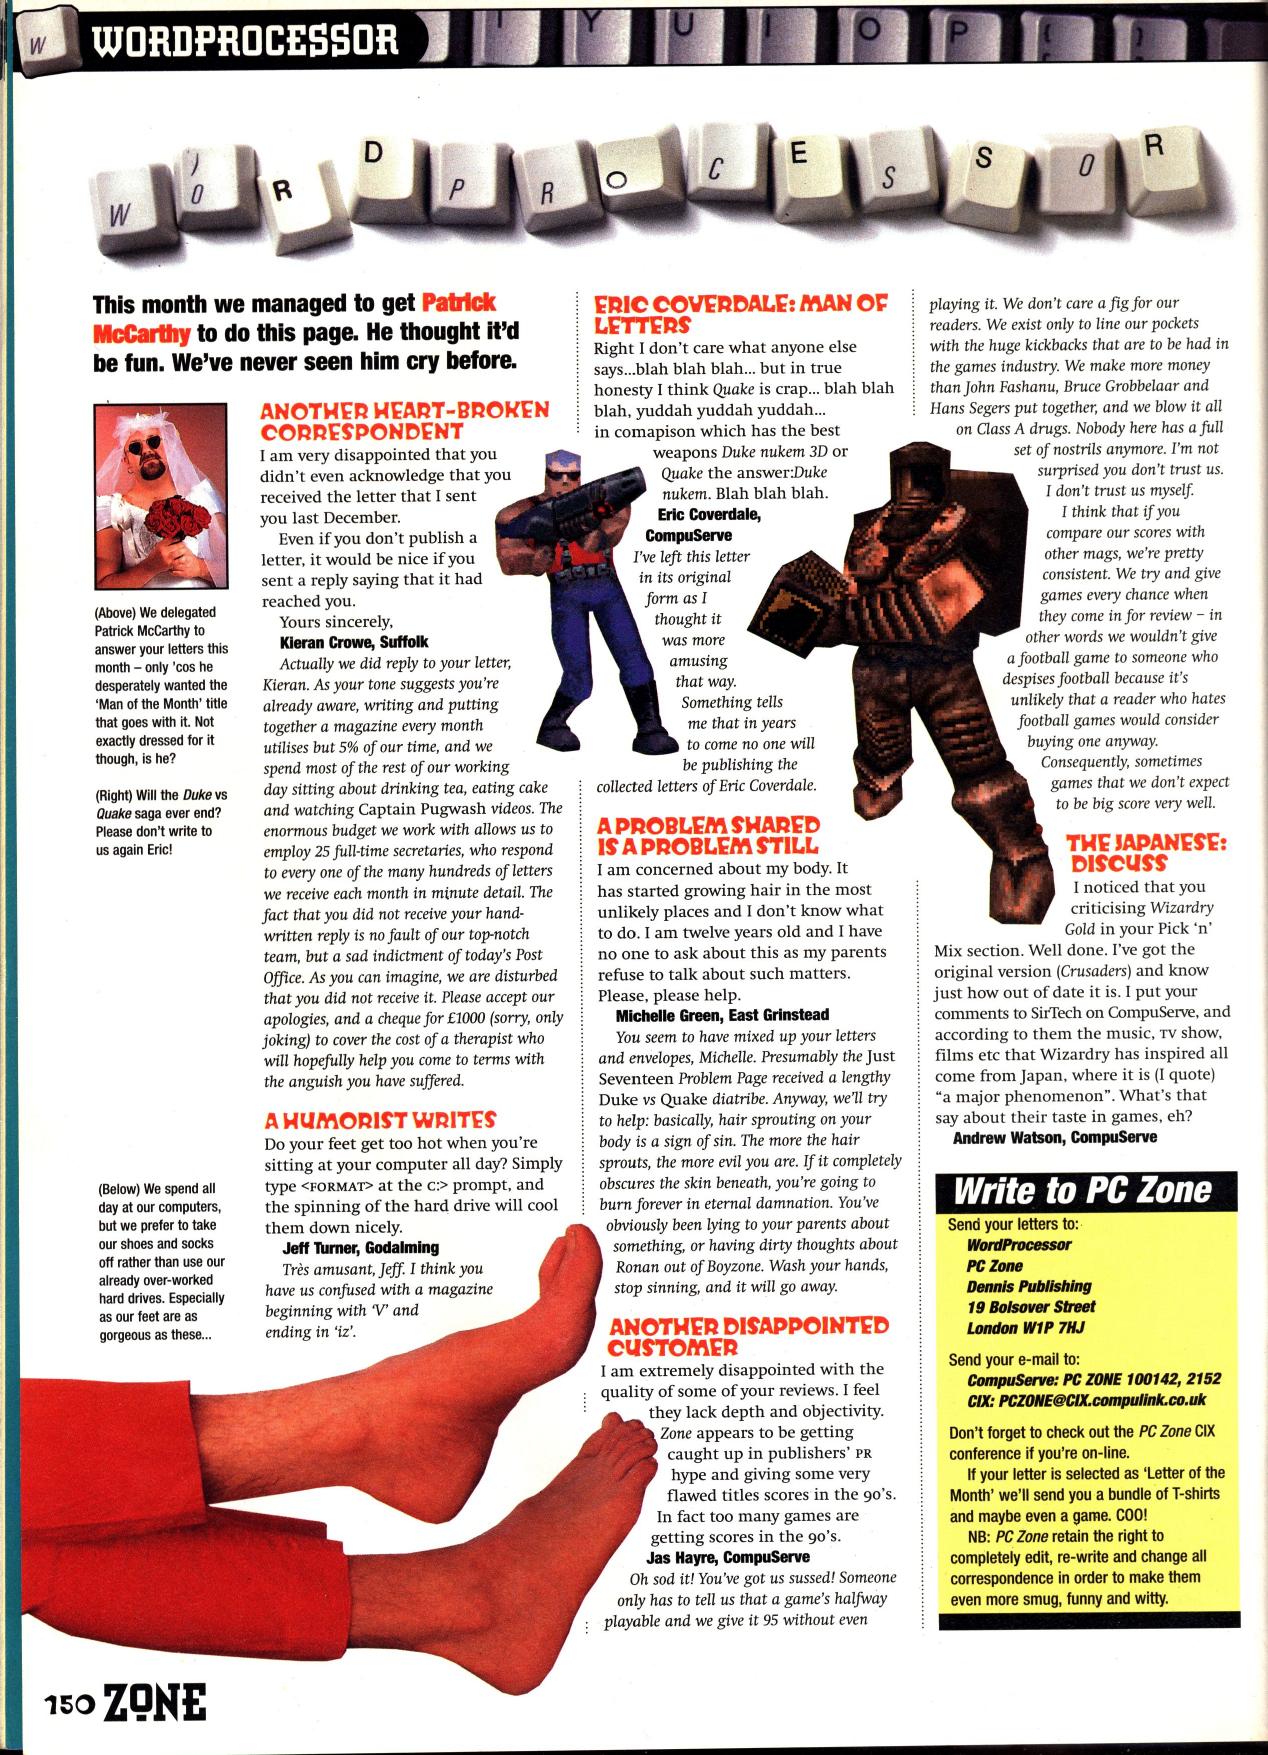 W
WORDPROCESSOR
I Y U I O P { }
W ) 0 R D P R O C E S S O R
This month we managed to get Patrick
McCarthy to do this page. He thought it'd
be fun. We've never seen him cry before.
(Above) We delegated
Patrick McCarthy to
answer your letters this
month – only 'cos he
desperately wanted the
'Man of the Month' title
that goes with it. Not
exactly dressed for it
though, is he?
(Right) Will the Duke vs
Quake saga ever end?
Please don't write to
us again Eric!
(Below) We spend all
day at our computers,
but we prefer to take
our shoes and socks
off rather than use our
already over-worked
hard drives. Especially
as our feet are as
gorgeous as these...
ANOTHER HEART-BROKEN
CORRESPONDENT
I am very disappointed that you
didn't even acknowledge that you
received the letter that I sent
you last December.
Even if you don't publish a
letter, it would be nice if you
sent a reply saying that it had
reached you.
Yours sincerely,
Kieran Crowe, Suffolk
Actually we did reply to your letter,
Kieran. As your tone suggests you're
already aware, writing and putting
together a magazine every month
utilises but 5% of our time, and we
spend most of the rest of our working
day sitting about drinking tea, eating cake
and watching Captain Pugwash videos. The
enormous budget we work with allows us to
employ 25 full-time secretaries, who respond
to every one of the many hundreds of letters
we receive each month in minute detail. The
fact that you did not receive your hand-
written reply is no fault of our top-notch
team, but a sad indictment of today's Post
Office. As you can imagine, we are disturbed
that you did not receive it. Please accept our
apologies, and a cheque for £1000 (sorry, only
joking) to cover the cost of a therapist who
will hopefully help you come to terms with
the anguish you have suffered.
A HUMORIST WRITES
Do your feet get too hot when you're
sitting at your computer all day? Simply
type <FORMAT> at the C:> prompt, and
the spinning of the hard drive will cool
them down nicely.
Jeff Turner, Godalming
Très amusant, Jeff. I think you
have us confused with a magazine
beginning with 'V' and
ending in 'iz'.
ERIC COVERDALE: MAN OF
LETTERS
Right I don't care what anyone else
says...blah blah blah... but in true
honesty I think Quake is crap... blah blah
blah, yuddah yuddah yuddah...
in comapison which has the best
weapons Duke nukem 3D or
Quake the answer:Duke
nukem. Blah blah blah.
Eric Coverdale,
CompuServe
I've left this letter
in its original
form as I
thought it
was more
amusing
that way.
Something tells
me that in years
to come no one will
be publishing the
collected letters of Eric Coverdale.
A PROBLEM SHARED
IS A PROBLEM STILL
I am concerned about my body. It
has started growing hair in the most
unlikely places and I don't know what
to do. I am twelve years old and I have
no one to ask about this as my parents
refuse to talk about such matters.
Please, please help.
Michelle Green, East Grinstead
You seem to have mixed up your letters
and envelopes, Michelle. Presumably the Just
Seventeen Problem Page received a lengthy
Duke vs Quake diatribe. Anyway, we'll try
to help: basically, hair sprouting on your
body is a sign of sin. The more the hair
sprouts, the more evil you are. If it completely
obscures the skin beneath, you're going to
burn forever in eternal damnation. You've
obviously been lying to your parents about
something, or having dirty thoughts about
Ronan out of Boyzone. Wash your hands,
stop sinning, and it will go away.
ANOTHER DISAPPOINTED
CUSTOMER
I am extremely disappointed with the
quality of some of your reviews. I feel
they lack depth and objectivity.
Zone appears to be getting
caught up in publishers' PR
hype and giving some very
flawed titles scores in the 90's.
In fact too many games are
getting scores in the 90's.
Jas Hayre, CompuServe
Oh sod it! You've got us sussed! Someone
only has to tell us that a game's halfway
playable and we give it 95 without even
playing it. We don't care a fig for our
readers. We exist only to line our pockets
with the huge kickbacks that are to be had in
the games industry. We make more money
than John Fashanu, Bruce Grobbelaar and
Hans Segers put together, and we blow it all
on Class A drugs. Nobody here has a full
set of nostrils anymore. I'm not
surprised you don't trust us.
I don't trust us myself.
I think that if you
compare our scores with
other mags, we're pretty
consistent. We try and give
games every chance when
they come in for review – in
other words we wouldn't give
a football game to someone who
despises football because it's
unlikely that a reader who hates
football games would consider
buying one anyway.
Consequently, sometimes
games that we don't expect
to be big score very well.
THE JAPANESE:
DISCUSS
I noticed that you
criticising Wizardry
Gold in your Pick 'n'
Mix section. Well done. I've got the
original version (Crusaders) and know
just how out of date it is. I put your
comments to SirTech on CompuServe, and
according to them the music, TV show,
films etc that Wizardry has inspired all
come from Japan, where it is (I quote)
"a major phenomenon". What's that
say about their taste in games, eh?
Andrew Watson, CompuServe
Write to PC Zone
Send your letters to:
WordProcessor
PC Zone
Dennis Publishing
19 Bolsover Street
London W1P 7HJ
Send your e-mail to:
CompuServe: PC ZONE 100142, 2152
CIX: PCZONE@CIX.compulink.co.uk
Don't forget to check out the PC Zone CIX
conference if you're on-line.
If your letter is selected as 'Letter of the
Month' we'll send you a bundle of T-shirts
and maybe even a game. COO!
NB: PC Zone retain the right to
completely edit, re-write and change all
correspondence in order to make them
even more smug, funny and witty.
150 ZONE